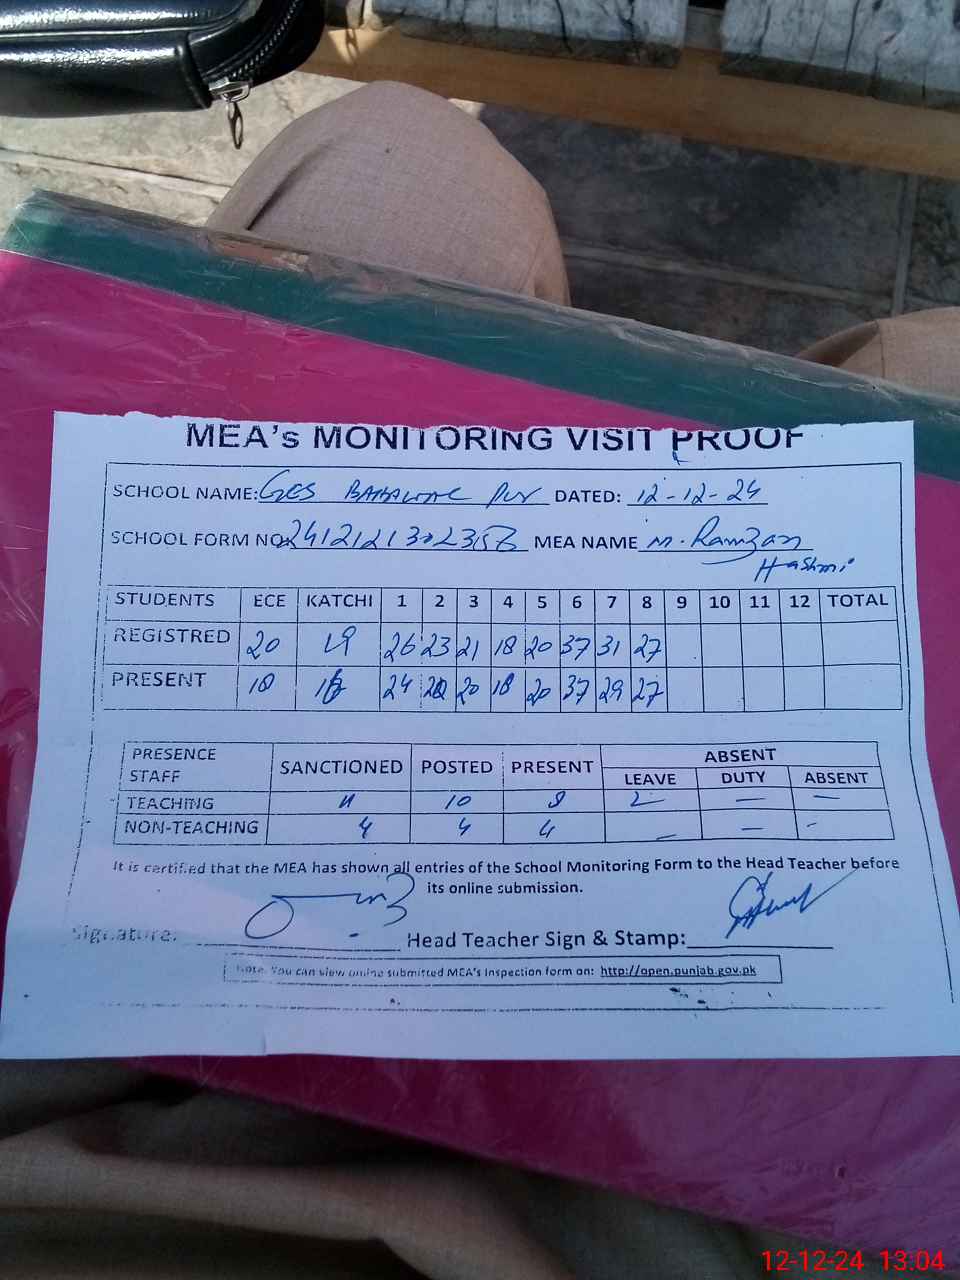 MEA's MONITORING VISIT PROOF
SCHOOL NAME: GES DATED: 12-12-24
SCHOOL FORM NO. MEA NAME M. Ramzan
Hashmi
STUDENTS ECE KATCHI 1 2 3 4 5 6 7 8 9 10 11 12 TOTAL
REGISTRED 20 19 26 23 21 18 20 37 31 27
PRESENT 18 24 20 18 20 37 29 27
PRESENCE STAFF SANCTIONED POSTED PRESENT ABSENT
LEAVE DUTY ABSENT
TEACHING 11 10 8 2 — —
NON-TEACHING 4 4 4 — — -
It is certified that the MEA has shown all entries of the School Monitoring Form to the Head Teacher before
its online submission.
Signature: Head Teacher Sign & Stamp:
Note. You can view online submitted MEA's Inspection form on: http://open.punjab.gov.pk
12-12-24 13:04